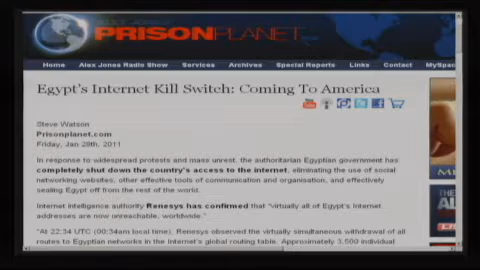 ALEX JONES'
PRISONPLANET
Home Alex Jones Radio Show Services Archives Special Reports Links Contact MySpa
Egypt's Internet Kill Switch: Coming To America
Steve Watson
Prisonplanet.com
Friday, Jan 28th, 2011
In response to widespread protests and mass unrest, the authoritarian Egyptian government has
completely shut down the country's access to the internet, eliminating the use of social
networking websites, other effective tools of communication and organisation, and effectively
sealing Egypt off from the rest of the world.
Internet intelligence authority Renesys has confirmed that "virtually all of Egypt's Internet
addresses are now unreachable, worldwide."
"At 22:34 UTC (00:34am local time), Renesys observed the virtually simultaneous withdrawal of all
routes to Egyptian networks in the Internet's global routing table. Approximately 3,500 individual